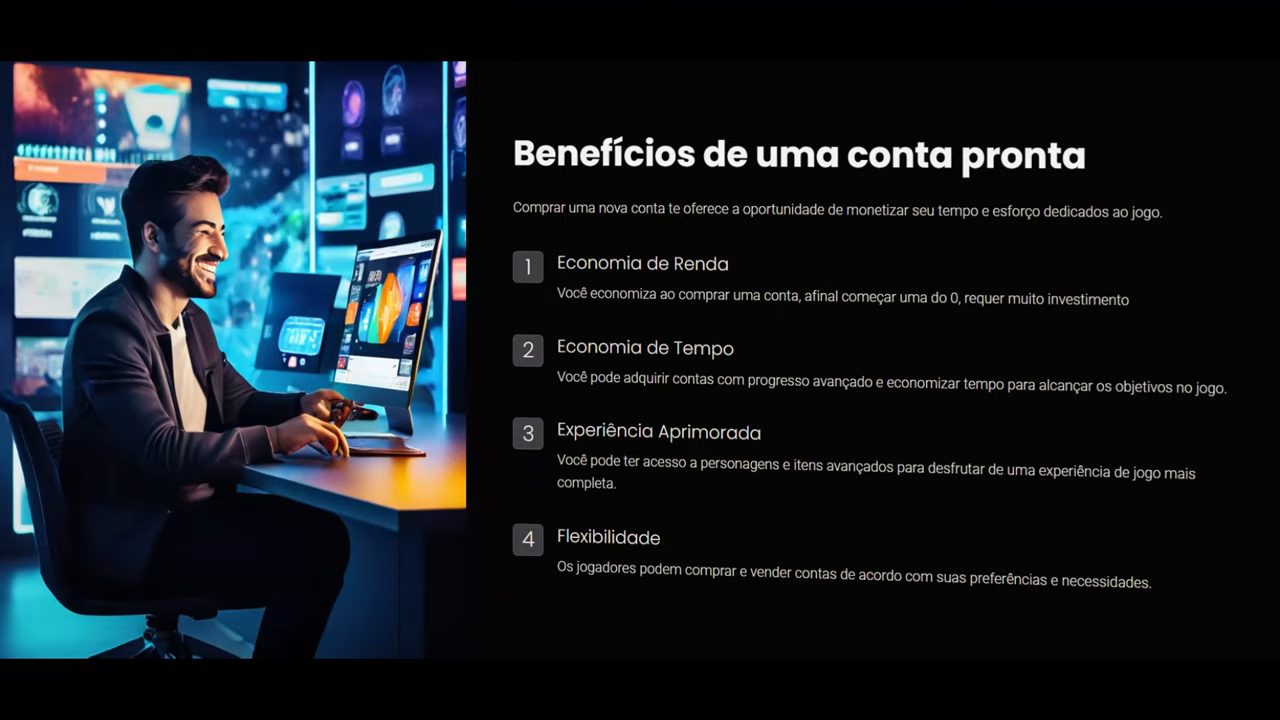 Benefícios de uma conta pronta
Comprar uma nova conta te oferece a oportunidade de monetizar seu tempo e esforço dedicados ao jogo.
1
Economia de Renda
Você economiza ao comprar uma conta, afinal começar uma do 0, requer muito investimento
2
Economia de Tempo
Você pode adquirir contas com progresso avançado e economizar tempo para alcançar os objetivos no jogo.
3
Experiência Aprimorada
Você pode ter acesso a personagens e itens avançados para desfrutar de uma experiência de jogo mais
completa.
4
Flexibilidade
Os jogadores podem comprar e vender contas de acordo com suas preferências e necessidades.